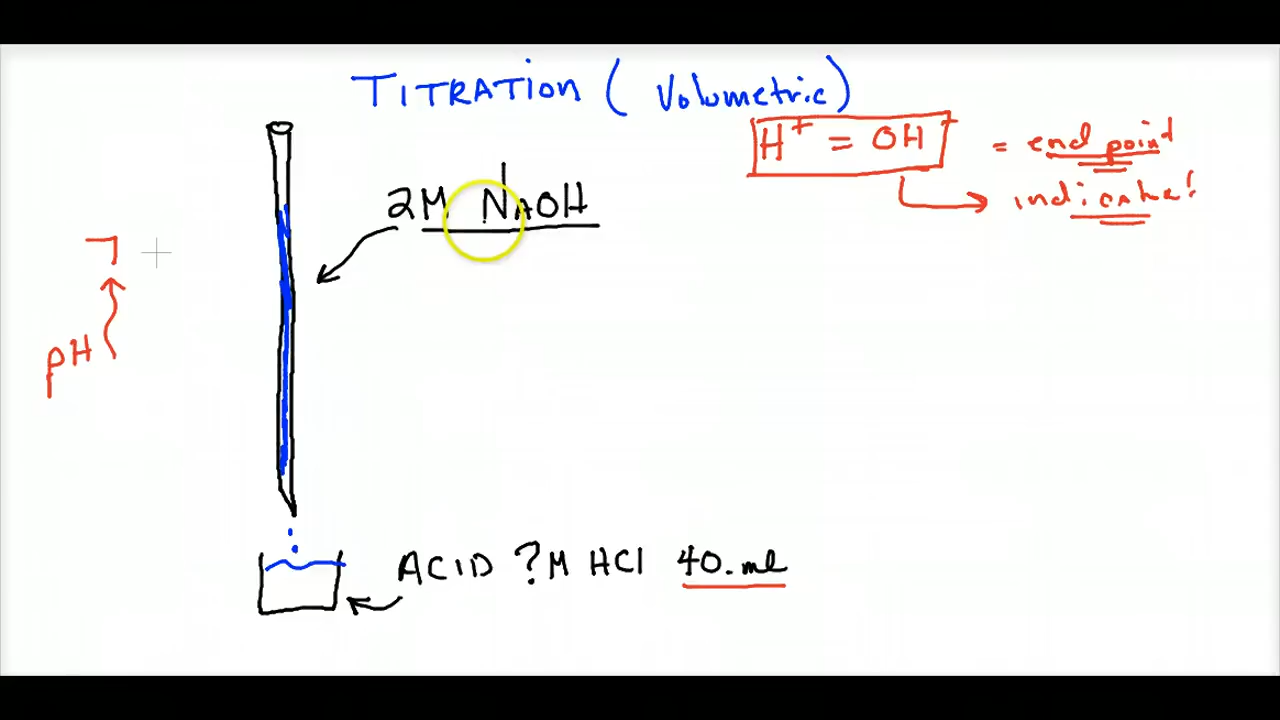 TITRATION (Volumetric)
H+ = OH- = end point
indicator
2M NaOH
7
pH
ACID ?M HCl 40. ml